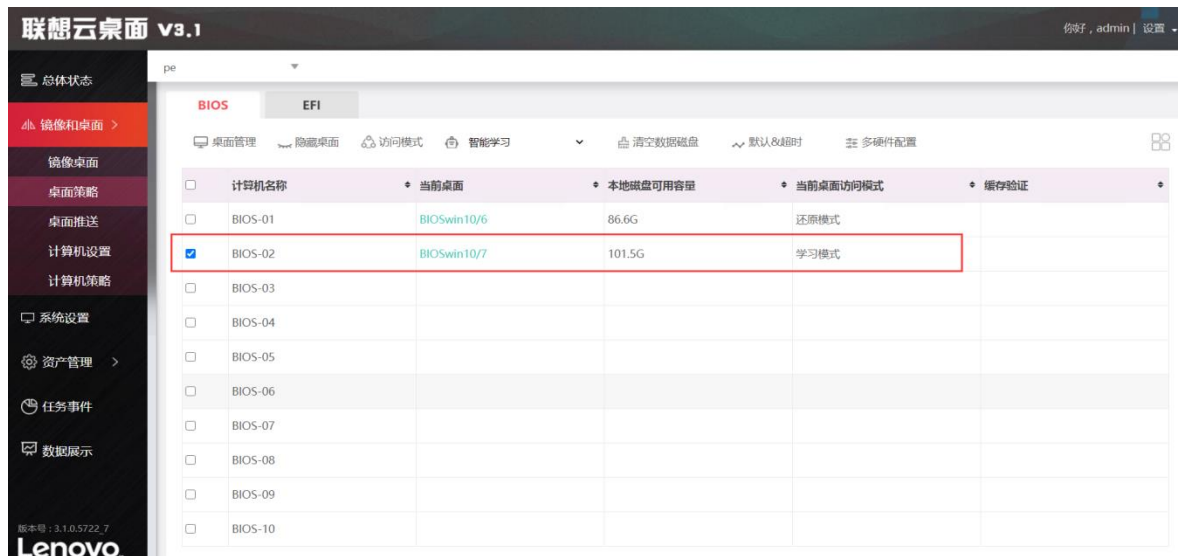 联想云桌面 V3.1
你好，admin | 设置
总体状态
镜像和桌面 >
镜像桌面
桌面策略
桌面推送
计算机设置
计算机策略
系统设置
资产管理 >
任务事件
数据展示
版本号：3.1.0.5722_7
Lenovo
pe
BIOS EFI
桌面管理 隐藏桌面 访问模式 智能学习 清空数据磁盘 默认&超时 多硬件配置
计算机名称 当前桌面 本地磁盘可用容量 当前桌面访问模式 缓存验证
BIOS-01 BIOSwin10/6 86.6G 还原模式
BIOS-02 BIOSwin10/7 101.5G 学习模式
BIOS-03
BIOS-04
BIOS-05
BIOS-06
BIOS-07
BIOS-08
BIOS-09
BIOS-10